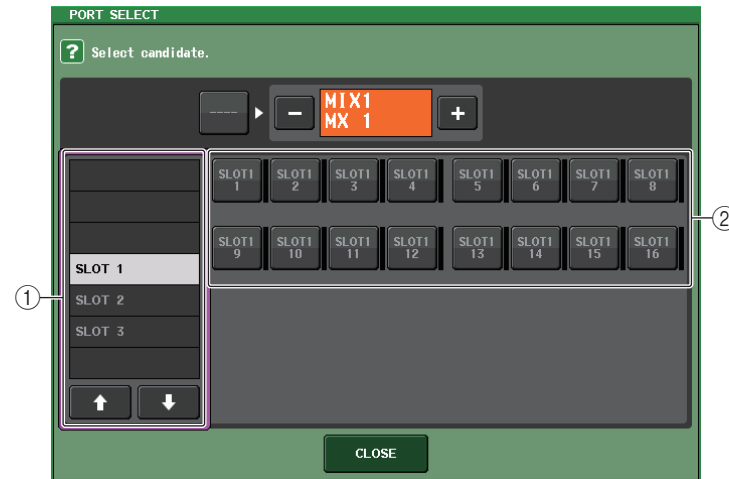 PORT SELECT
? Select candidate.
----
− MIX1 +
MX 1
SLOT1 SLOT1 SLOT1 SLOT1 SLOT1 SLOT1 SLOT1 SLOT1
1 2 3 4 5 6 7 8
②
SLOT1 SLOT1 SLOT1 SLOT1 SLOT1 SLOT1 SLOT1 SLOT1
9 10 11 12 13 14 15 16
SLOT 1
①
SLOT 2
SLOT 3
CLOSE